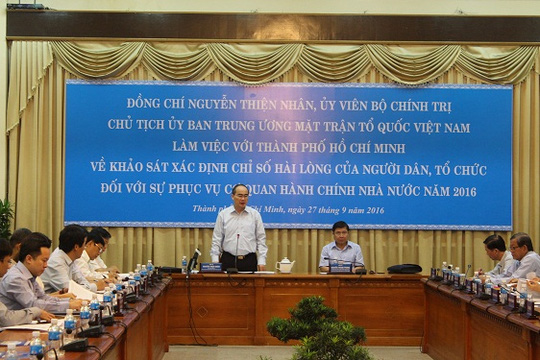 ĐỒNG CHÍ NGUYỄN THIỆN NHÂN, ỦY VIÊN BỘ CHÍNH TRỊ
CHỦ TỊCH ỦY BAN TRUNG ƯƠNG MẶT TRẬN TỔ QUỐC VIỆT NAM
LÀM VIỆC VỚI THÀNH PHỐ HỒ CHÍ MINH
VỀ KHẢO SÁT XÁC ĐỊNH CHỈ SỐ HÀI LÒNG CỦA NGƯỜI DÂN, TỔ CHỨC
ĐỐI VỚI SỰ PHỤC VỤ CƠ QUAN HÀNH CHÍNH NHÀ NƯỚC NĂM 2016
Thành Chí Minh, ngày 27 tháng 9 năm 2016